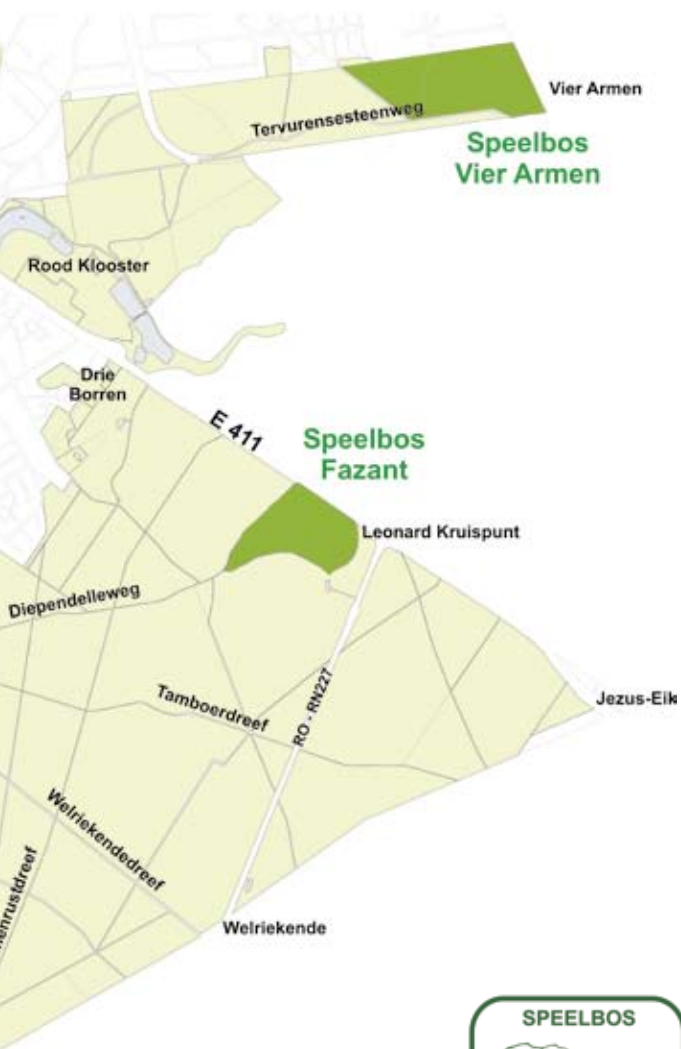 Vier Armen
Tervurensesteenweg
Speelbos
Vier Armen
Rood Klooster
Drie
Borren
E 411
Speelbos
Fazant
Leonard Kruispunt
Diependelleweg
Tamboerdreef
RO - RN227
Jezus-Eik
Welriekendedreef
enrustdreef
Welriekende
SPEELBOS